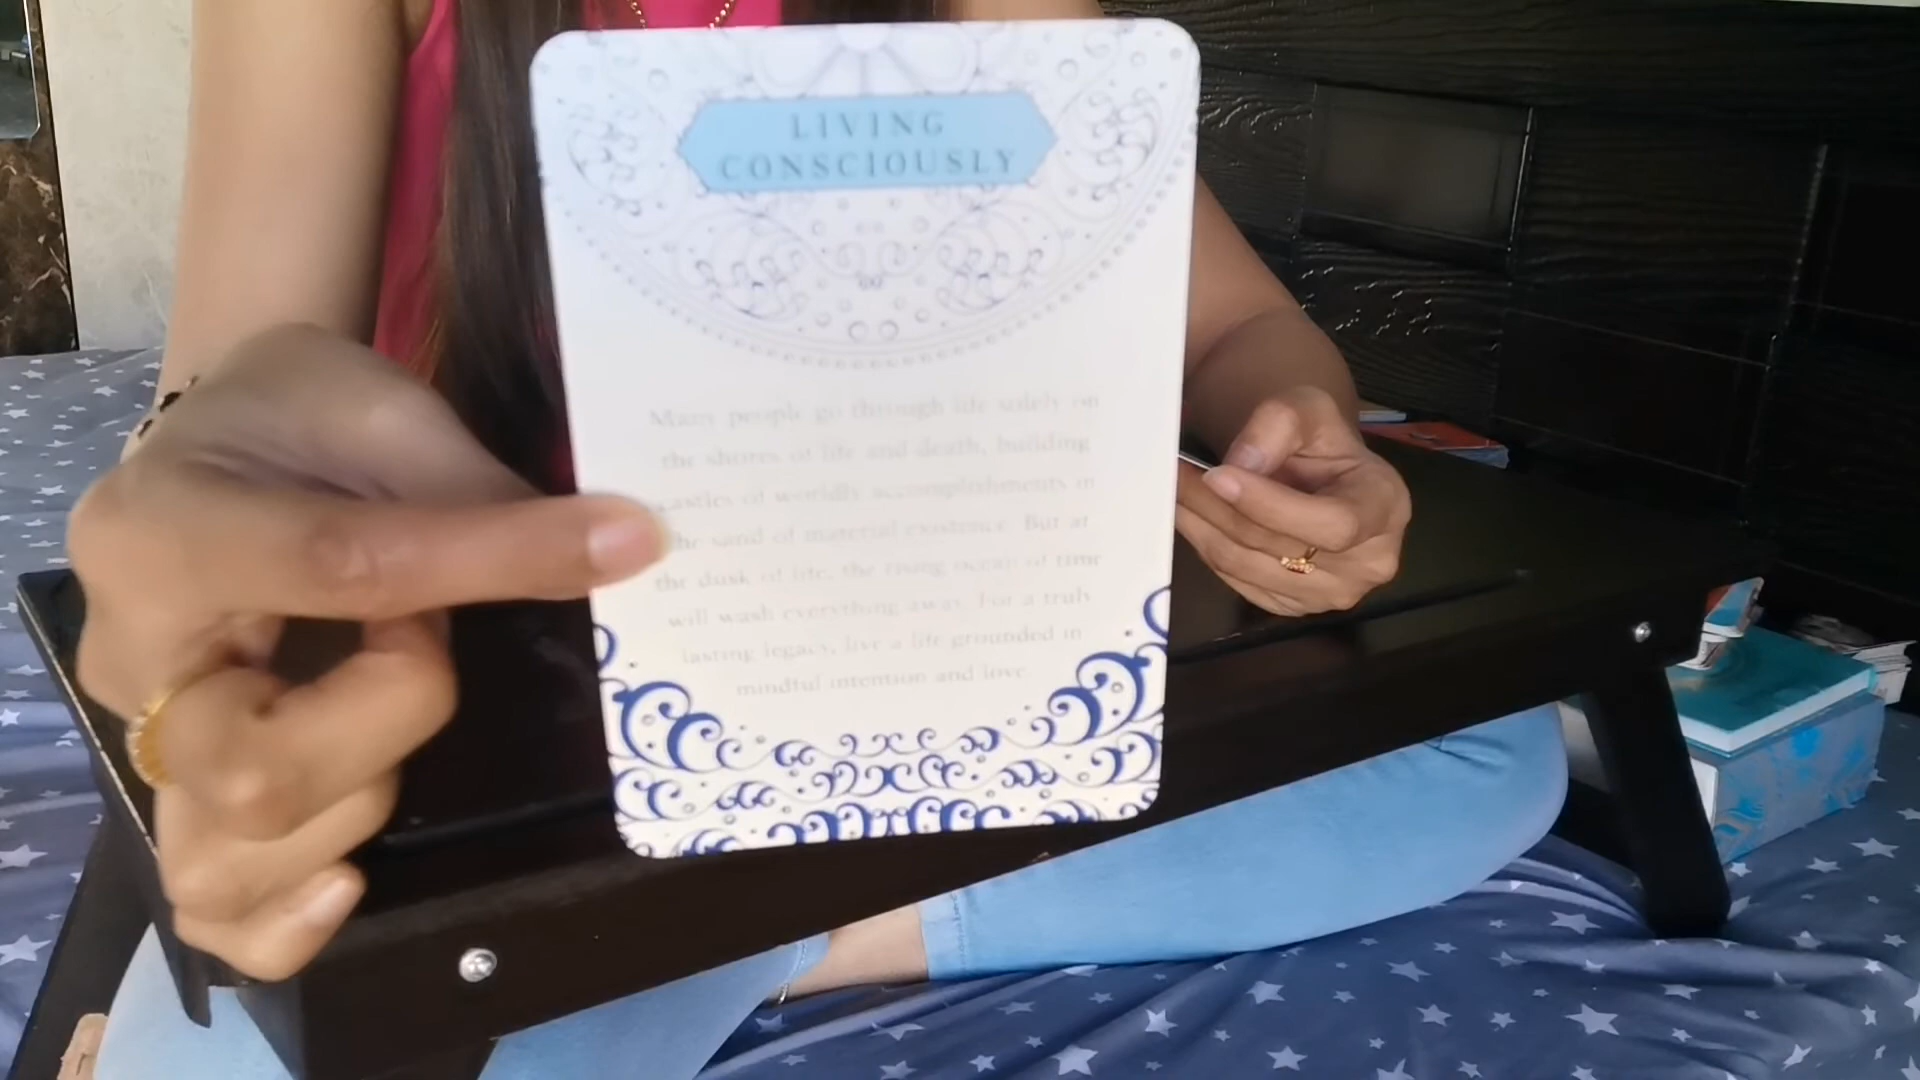 LIVING
CONSCIOUSLY
Many people go through life solely on
the shores of life and death, building
castles of worldly accomplishments in
the sand of material existence. But at
the dusk of life, the rising ocean of time
will wash everything away. For a truly
lasting legacy, live a life grounded in
mindful intention and love